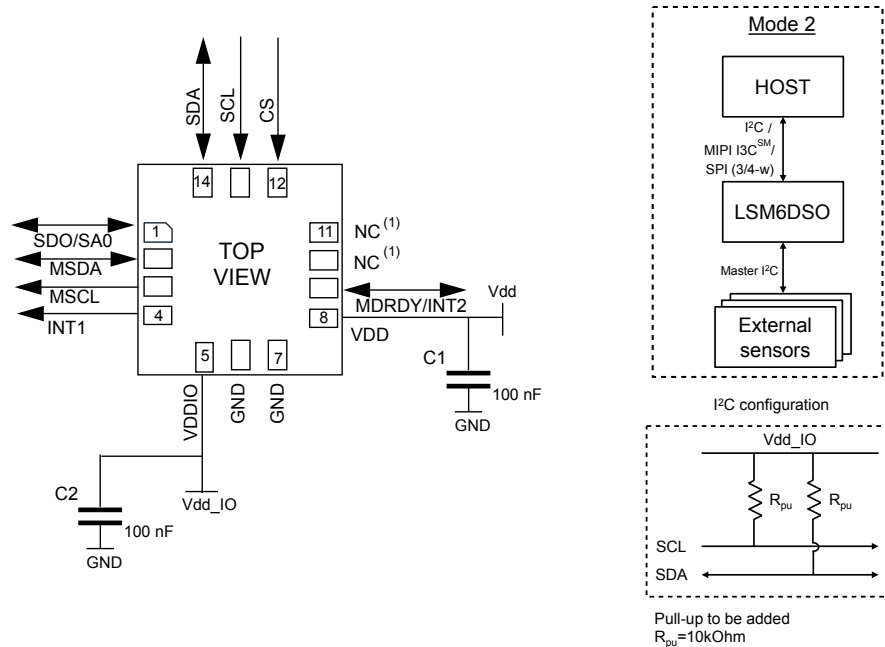 SDA
SCL
CS
14
12
1
SDO/SA0
MSDA
MSCL
4
INT1
TOP
VIEW
11
NC (1)
NC (1)
MDRDY/INT2
Vdd
8
VDD
5
7
VDDIO
GND
GND
C1
100 nF
GND
C2
100 nF
GND
Vdd_IO
Mode 2
HOST
I²C /
MIPI I3C℠/
SPI (3/4-w)
LSM6DSO
Master I²C
External
sensors
I²C configuration
Vdd_IO
Rpu
Rpu
SCL
SDA
Pull-up to be added
Rpu=10kOhm